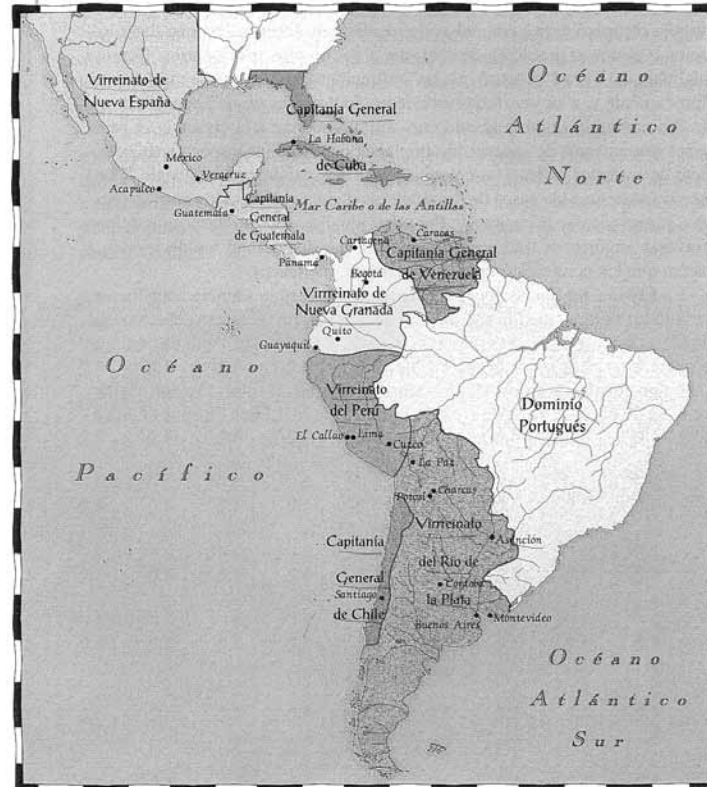 Virreinato de
Nueva España
Océano
Atlántico
Norte
Capitanía General
de Cuba
La Habana
México
Veracruz
Acapulco
Guatemala
Capitanía
General
de Guatemala
Mar Caribe o de las Antillas
Cartagena
Caracas
Panama
Capitanía General
de Venezuela
Bogotá
Virrreinato de
Nueva Granada
Quito
Guayaquil
Océano
Pacífico
Virreinato
del Perú
Dominio
Portugués
El Callao
Lima
Cuzco
La Paz
Charcas
Potosí
Virrreinato
del Río de
la Plata
Asunción
Capitanía
General
de Chile
Córdoba
Santiago
Buenos Aires
Montevideo
Océano
Atlántico
Sur